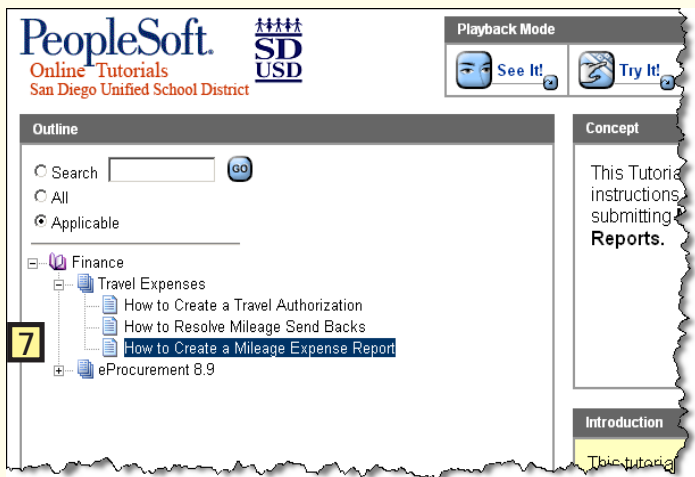 PeopleSoft.
Online Tutorials
San Diego Unified School District
SD
USD
Playback Mode
See It!
Try It!
Outline
Search
GO
All
Applicable
Finance
Travel Expenses
How to Create a Travel Authorization
How to Resolve Mileage Send Backs
7
How to Create a Mileage Expense Report
eProcurement 8.9
Concept
This Tutoria
instructions
submitting
Reports.
Introduction
This tutoria